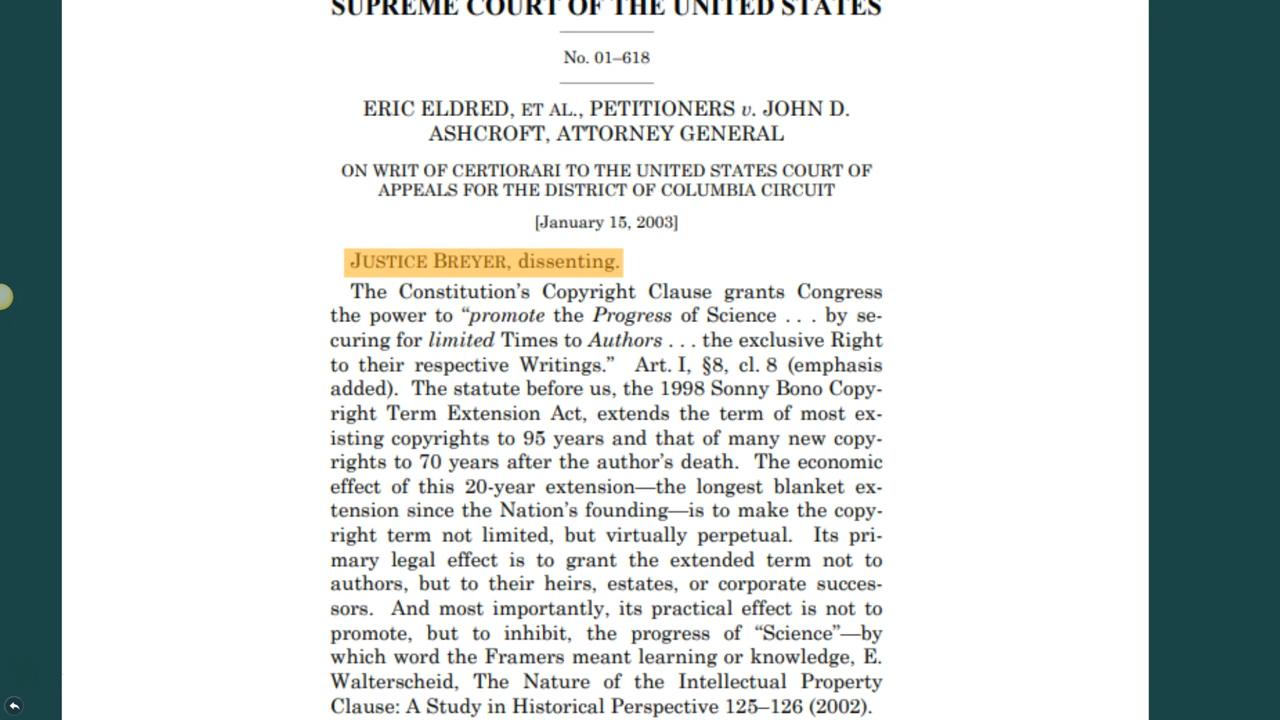 SUPREME COURT OF THE UNITED STATES
No. 01–618
ERIC ELDRED, ET AL., PETITIONERS v. JOHN D.
ASHCROFT, ATTORNEY GENERAL
ON WRIT OF CERTIORARI TO THE UNITED STATES COURT OF
APPEALS FOR THE DISTRICT OF COLUMBIA CIRCUIT
[January 15, 2003]
JUSTICE BREYER, dissenting.
The Constitution’s Copyright Clause grants Congress
the power to “promote the Progress of Science . . . by se-
curing for limited Times to Authors . . . the exclusive Right
to their respective Writings.” Art. I, §8, cl. 8 (emphasis
added). The statute before us, the 1998 Sonny Bono Copy-
right Term Extension Act, extends the term of most ex-
isting copyrights to 95 years and that of many new copy-
rights to 70 years after the author’s death. The economic
effect of this 20-year extension—the longest blanket ex-
tension since the Nation’s founding—is to make the copy-
right term not limited, but virtually perpetual. Its pri-
mary legal effect is to grant the extended term not to
authors, but to their heirs, estates, or corporate succes-
sors. And most importantly, its practical effect is not to
promote, but to inhibit, the progress of “Science”—by
which word the Framers meant learning or knowledge, E.
Walterscheid, The Nature of the Intellectual Property
Clause: A Study in Historical Perspective 125–126 (2002).